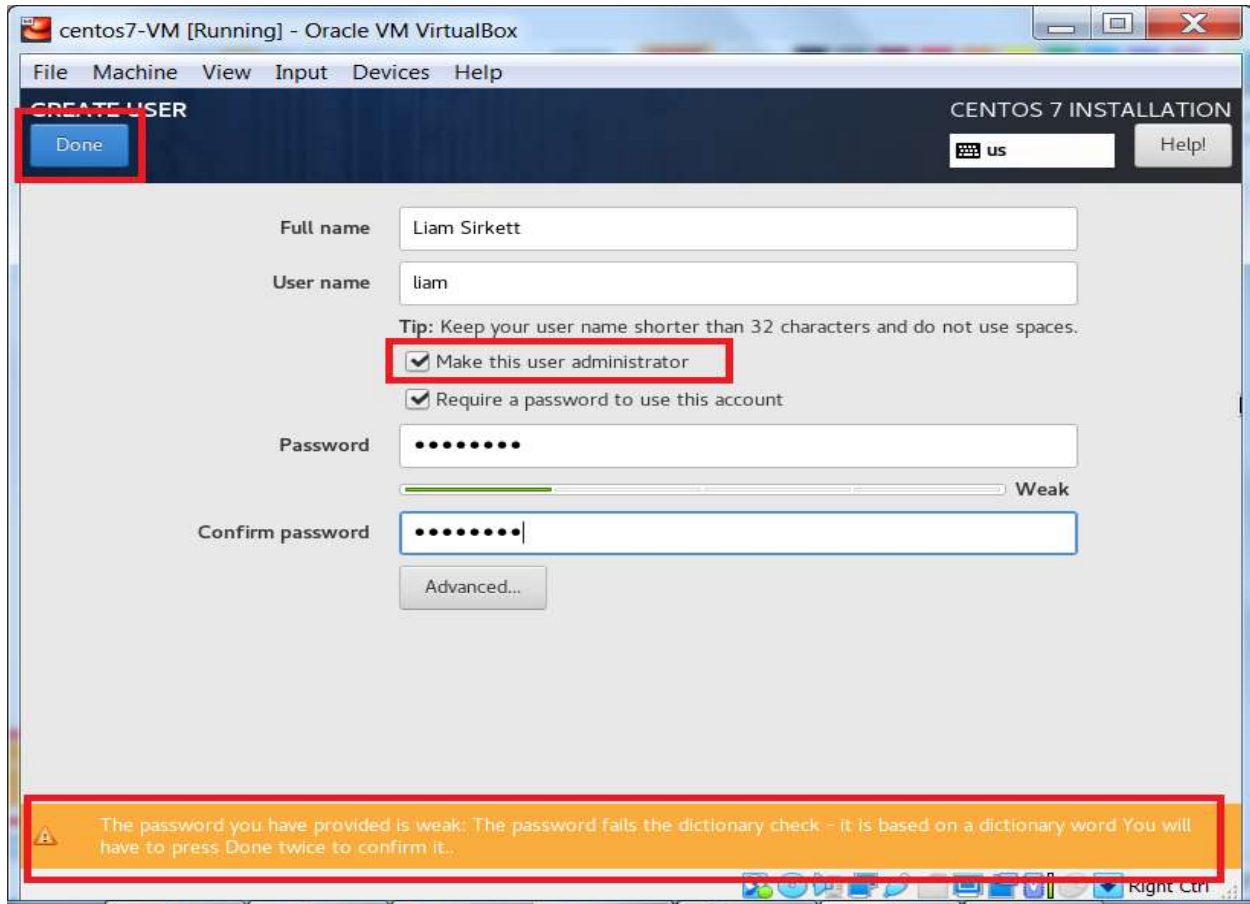 centos7-VM [Running] - Oracle VM VirtualBox
File Machine View Input Devices Help
CREATE USER
CENTOS 7 INSTALLATION
Done
us
Help!
Full name
Liam Sirkett
User name
liam
Tip: Keep your user name shorter than 32 characters and do not use spaces.
Make this user administrator
Require a password to use this account
Password
••••••••
Weak
Confirm password
••••••••
Advanced...
The password you have provided is weak: The password fails the dictionary check - it is based on a dictionary word You will
have to press Done twice to confirm it..
Right Ctrl